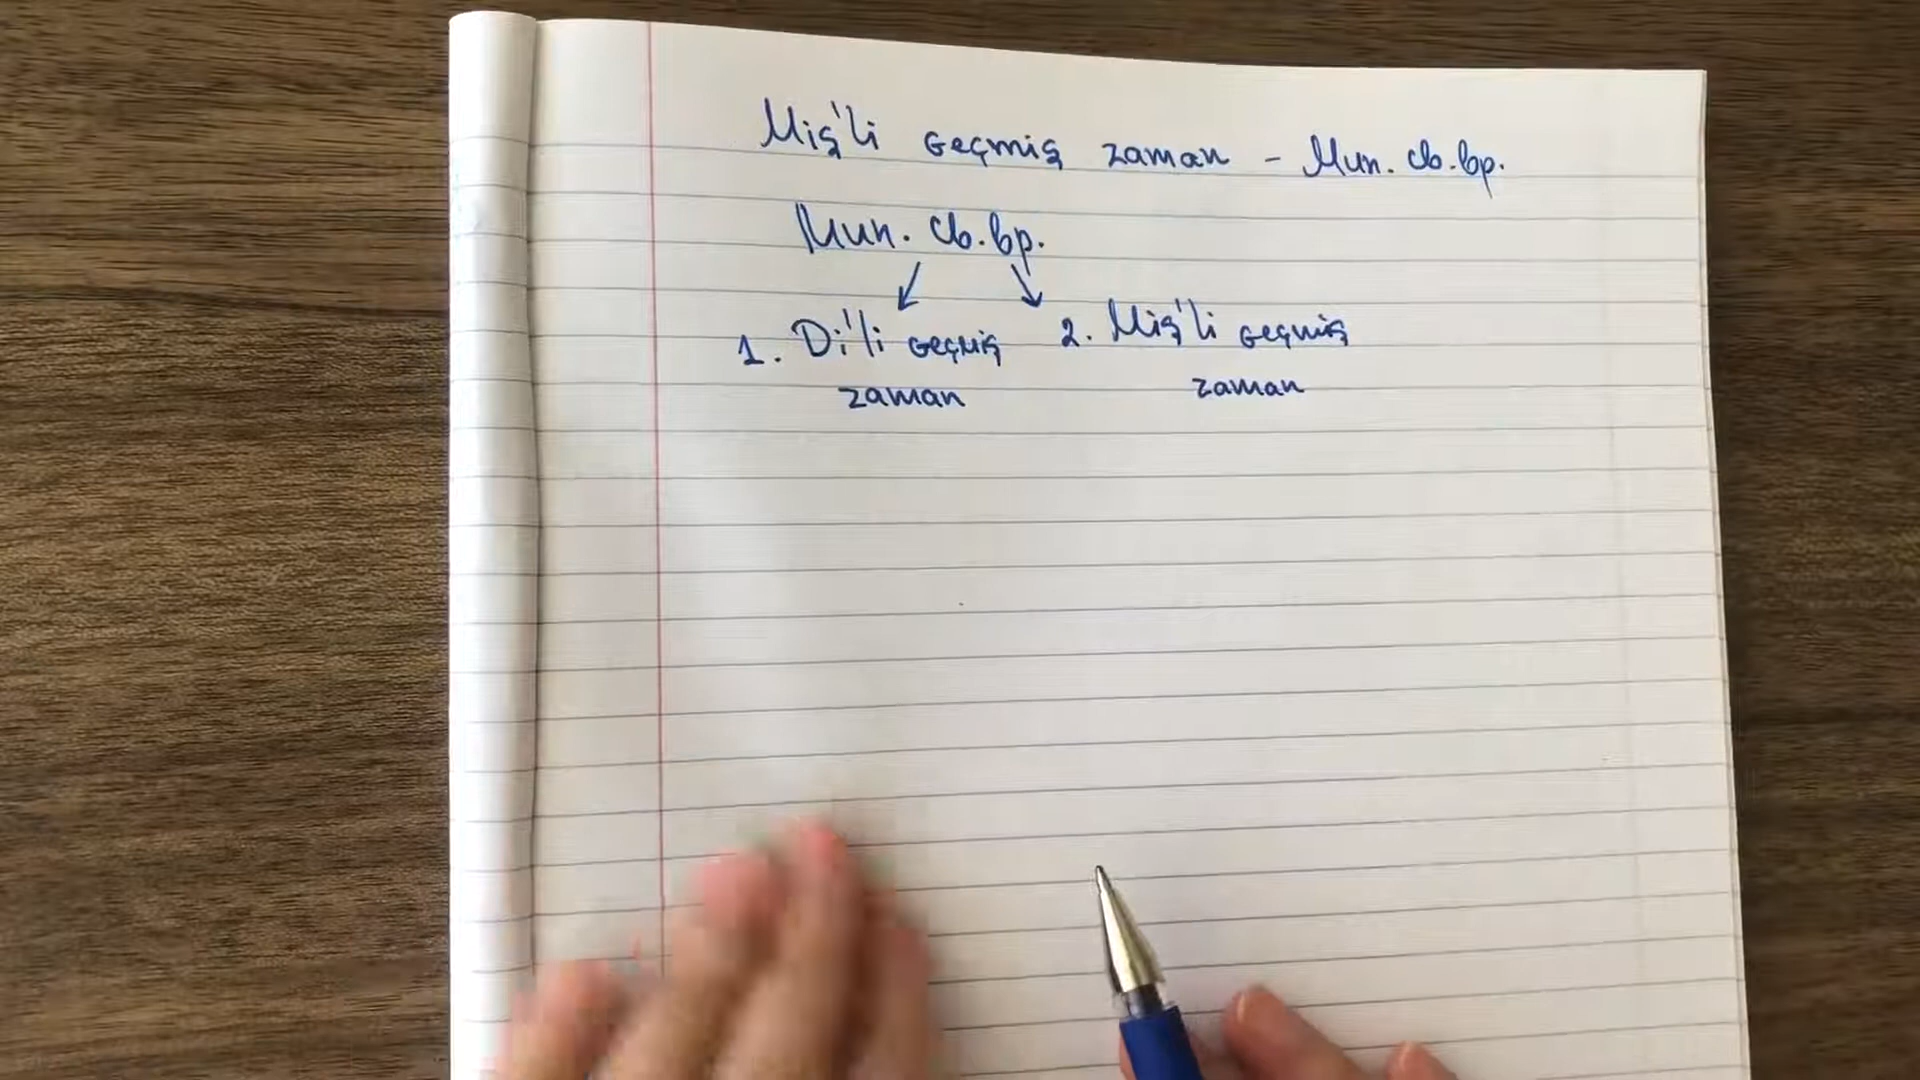 Miş'li geçmiş zaman - Мин. св. вр.
Мин. св. вр.
1. Di'li geçmiş 2. Miş'li geçmiş
zaman zaman